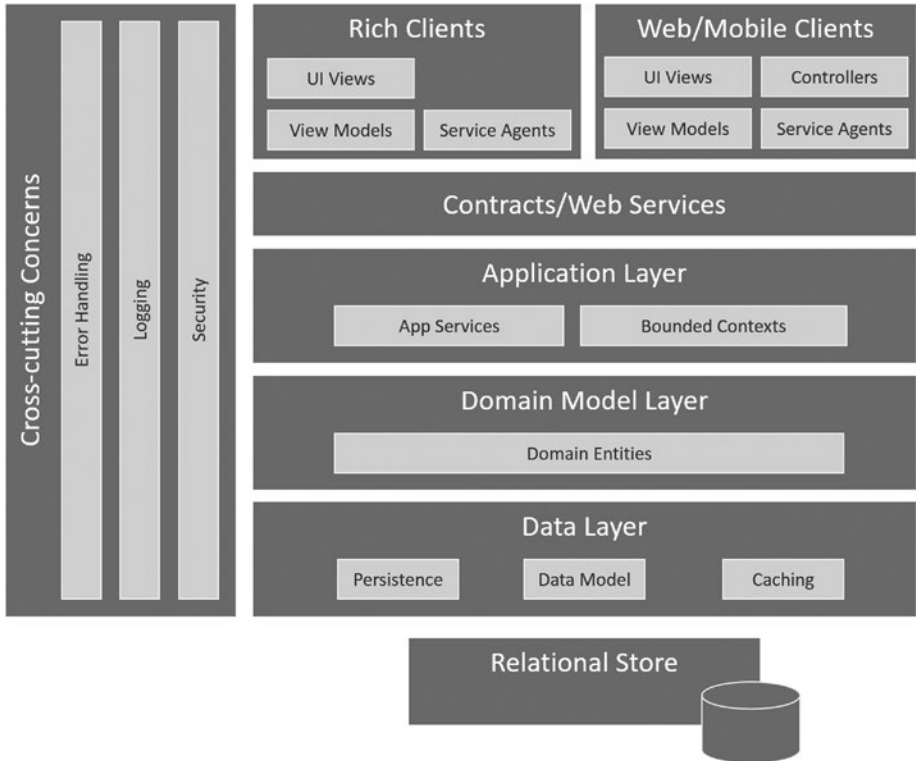 Cross-cutting Concerns
Error Handling
Logging
Security
Rich Clients
UI Views
View Models
Service Agents
Web/Mobile Clients
UI Views
Controllers
View Models
Service Agents
Contracts/Web Services
Application Layer
App Services
Bounded Contexts
Domain Model Layer
Domain Entities
Data Layer
Persistence
Data Model
Caching
Relational Store